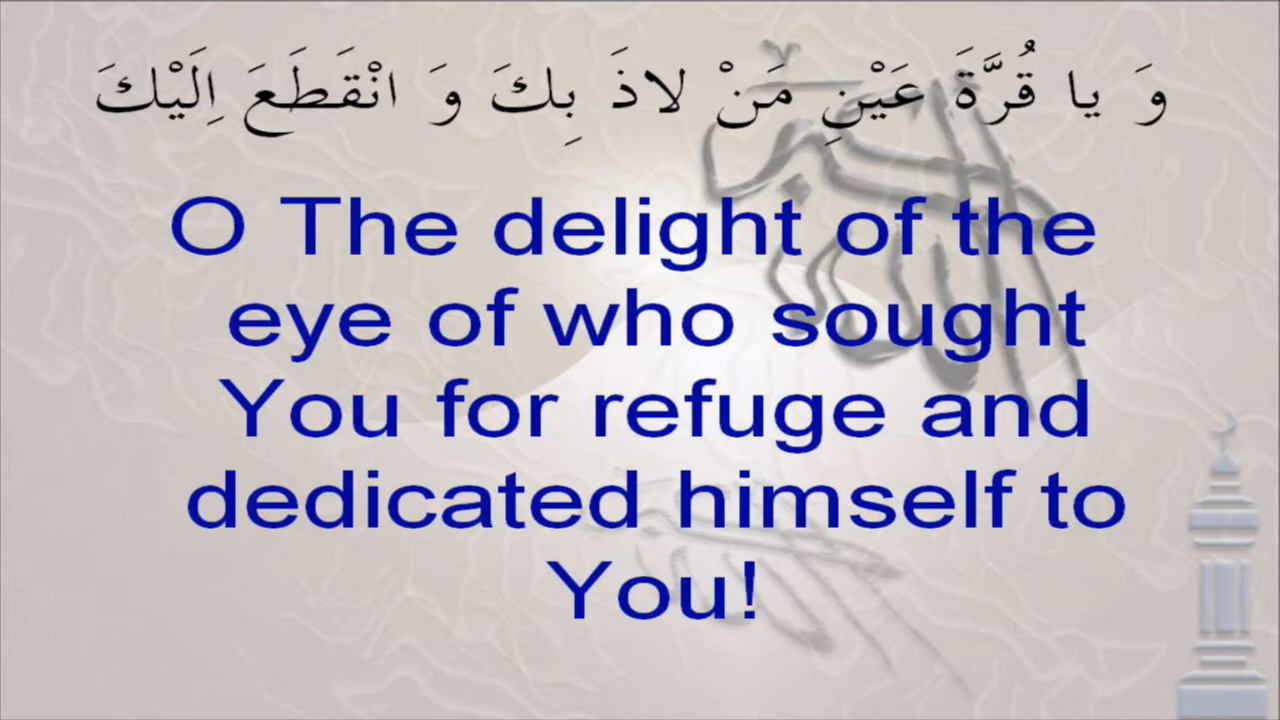 وَ يا قُرَّةَ عَيْنِ مَنْ لاذَ بِكَ وَ انْقَطَعَ اِلَيْكَ
O The delight of the
eye of who sought
You for refuge and
dedicated himself to
You!